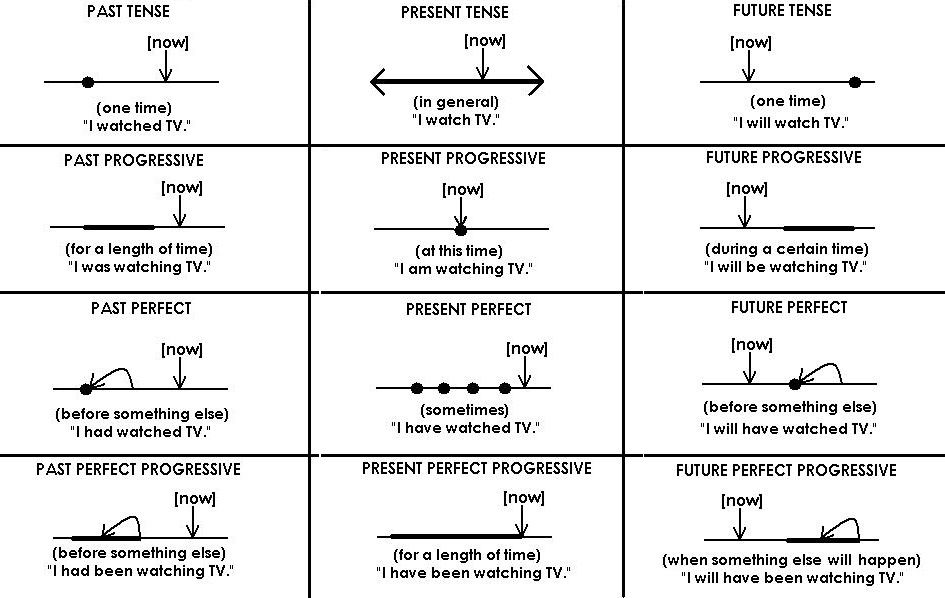 PAST TENSE
[now]
(one time)
"I watched TV."
PRESENT TENSE
[now]
(in general)
"I watch TV."
FUTURE TENSE
[now]
(one time)
"I will watch TV."
PAST PROGRESSIVE
[now]
(for a length of time)
"I was watching TV."
PRESENT PROGRESSIVE
[now]
(at this time)
"I am watching TV."
FUTURE PROGRESSIVE
[now]
(during a certain time)
"I will be watching TV."
PAST PERFECT
[now]
(before something else)
"I had watched TV."
PRESENT PERFECT
[now]
(sometimes)
"I have watched TV."
FUTURE PERFECT
[now]
(before something else)
"I will have watched TV."
PAST PERFECT PROGRESSIVE
[now]
(before something else)
"I had been watching TV."
PRESENT PERFECT PROGRESSIVE
[now]
(for a length of time)
"I have been watching TV."
FUTURE PERFECT PROGRESSIVE
[now]
(when something else will happen)
"I will have been watching TV."